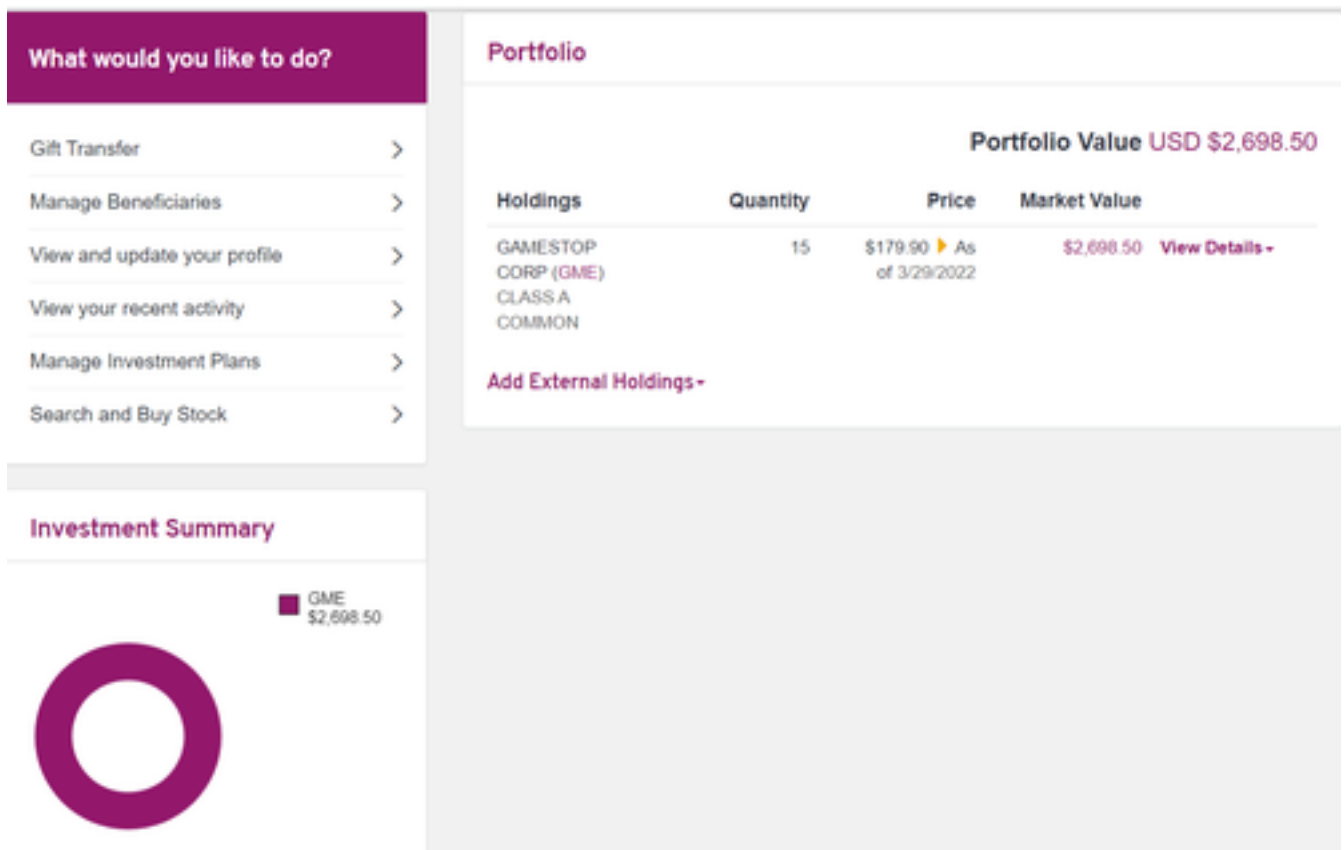 What would you like to do?
Gift Transfer
Manage Beneficiaries
View and update your profile
View your recent activity
Manage Investment Plans
Search and Buy Stock
Investment Summary
GME
$2,698.50
Portfolio
Portfolio Value USD $2,698.50
Holdings Quantity Price Market Value
GAMESTOP 15 $179.90 As $2,698.50 View Details
CORP (GME) of 3/29/2022
CLASS A
COMMON
Add External Holdings